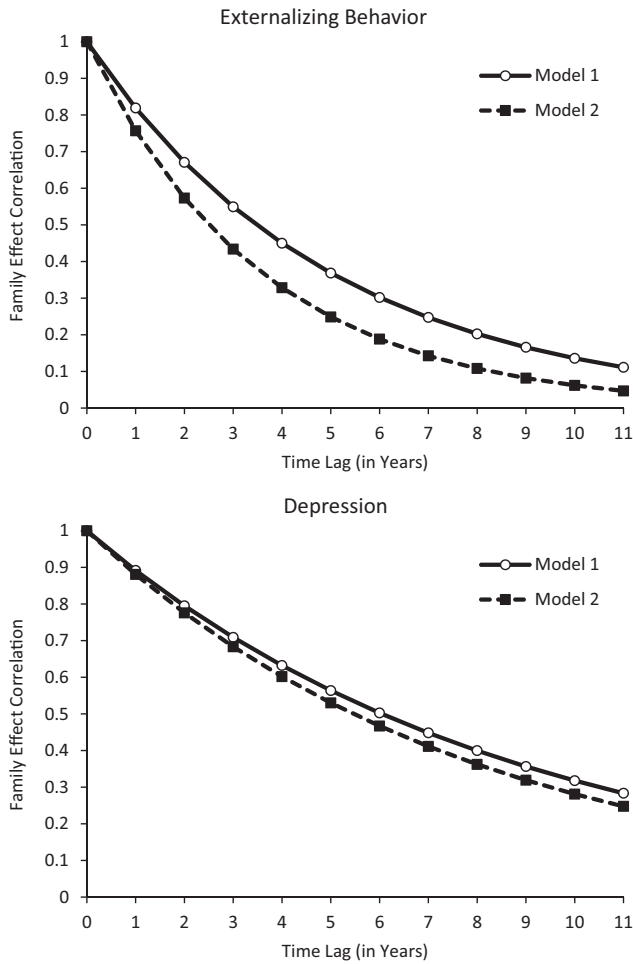 Externalizing Behavior
1
0.9
0.8
0.7
0.6
0.5
0.4
0.3
0.2
0.1
0
Family Effect Correlation
Model 1
Model 2
0 1 2 3 4 5 6 7 8 9 10 11
Time Lag (in Years)
Depression
1
0.9
0.8
0.7
0.6
0.5
0.4
0.3
0.2
0.1
0
Family Effect Correlation
Model 1
Model 2
0 1 2 3 4 5 6 7 8 9 10 11
Time Lag (in Years)